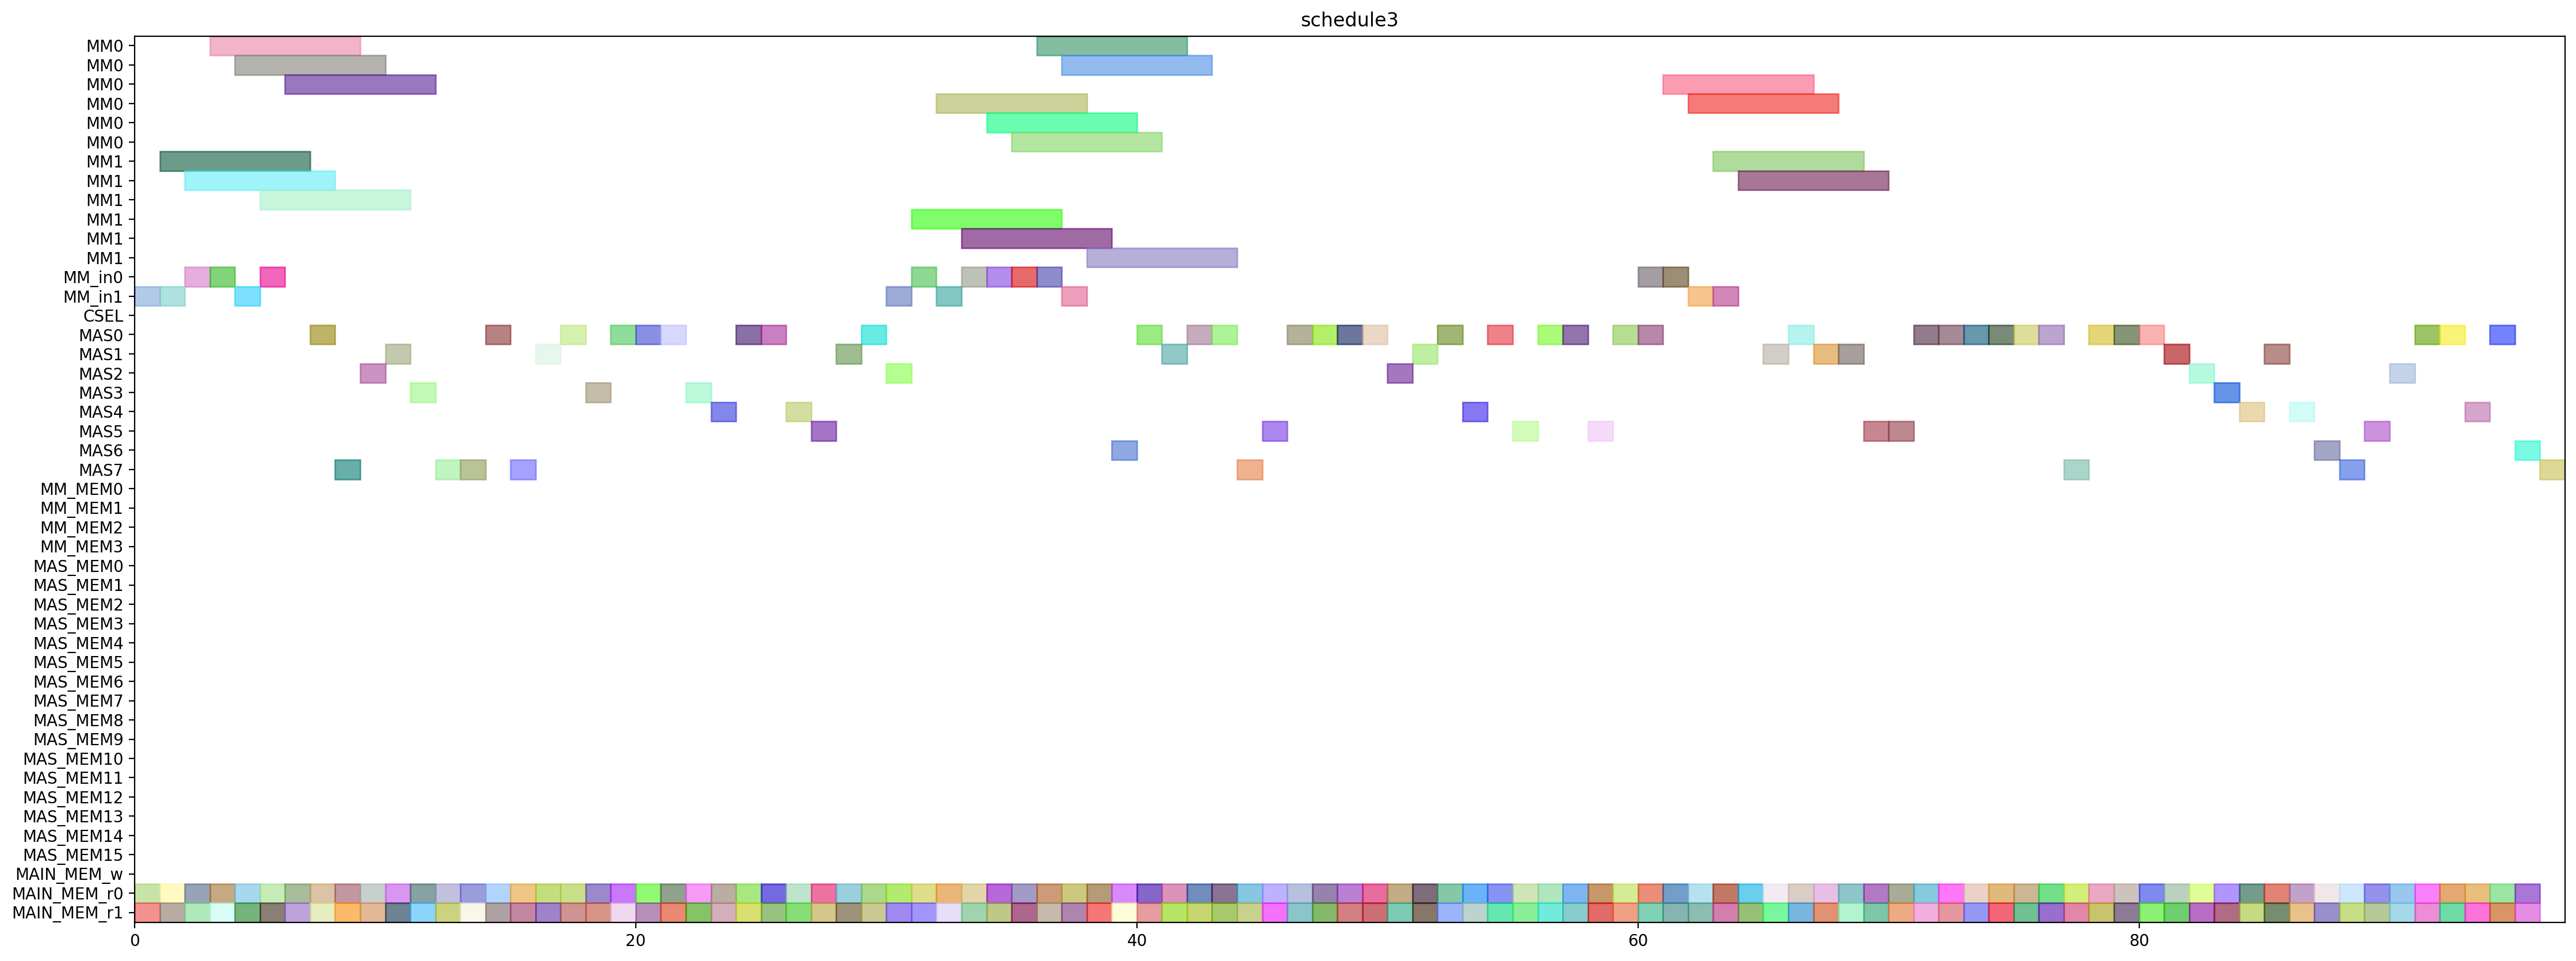 schedule3
MM0
MM0
MM0
MM0
MM0
MM0
MM1
MM1
MM1
MM1
MM1
MM1
MM_in0
MM_in1
CSEL
MAS0
MAS1
MAS2
MAS3
MAS4
MAS5
MAS6
MAS7
MM_MEM0
MM_MEM1
MM_MEM2
MM_MEM3
MAS_MEM0
MAS_MEM1
MAS_MEM2
MAS_MEM3
MAS_MEM4
MAS_MEM5
MAS_MEM6
MAS_MEM7
MAS_MEM8
MAS_MEM9
MAS_MEM10
MAS_MEM11
MAS_MEM12
MAS_MEM13
MAS_MEM14
MAS_MEM15
MAIN_MEM_w
MAIN_MEM_r0
MAIN_MEM_r1
0 20 40 60 80